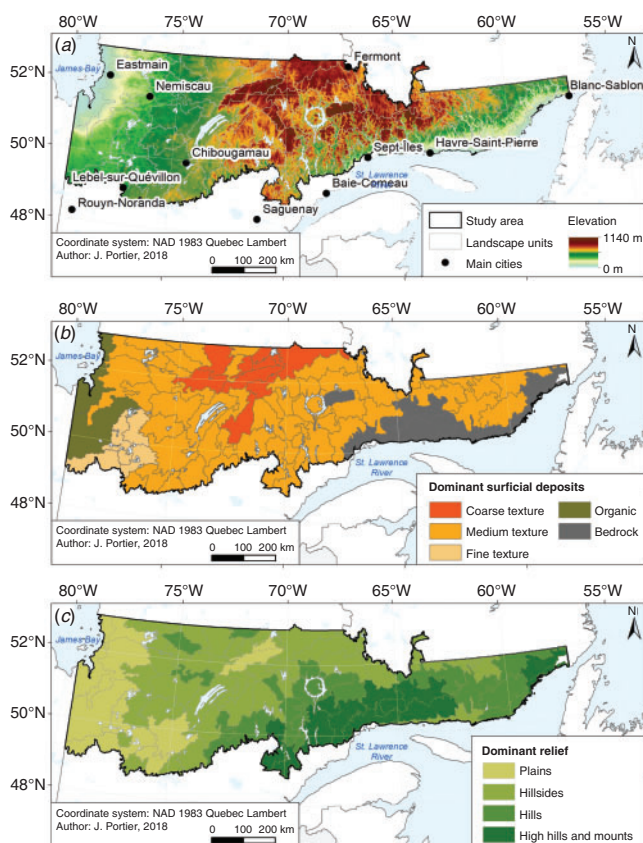 80°W 75°W 70°W 65°W 60°W 55°W
(a)
James-Bay
N
52°N
50°N
48°N
Eastmain
Nemiscau
Fermont
Blanc-Sablon
Chibougamau
Sept-Iles
Havre-Saint-Pierre
Lebel-sur-Quévillon
Baie-Comeau
St. Lawrence
River
Rouyn-Noranda
Saguenay
Coordinate system: NAD 1983 Quebec Lambert
Author: J. Portier, 2018
0 100 200 km
Study area
Landscape units
Main cities
Elevation
1140 m
0 m
80°W 75°W 70°W 65°W 60°W 55°W
(b)
James-Bay
N
52°N
50°N
48°N
St. Lawrence
River
Coordinate system: NAD 1983 Quebec Lambert
Author: J. Portier, 2018
0 100 200 km
Dominant surficial deposits
Coarse texture
Medium texture
Fine texture
Organic
Bedrock
80°W 75°W 70°W 65°W 60°W 55°W
(c)
James-Bay
N
52°N
50°N
48°N
St. Lawrence
River
Coordinate system: NAD 1983 Quebec Lambert
Author: J. Portier, 2018
0 100 200 km
Dominant relief
Plains
Hillsides
Hills
High hills and mounts